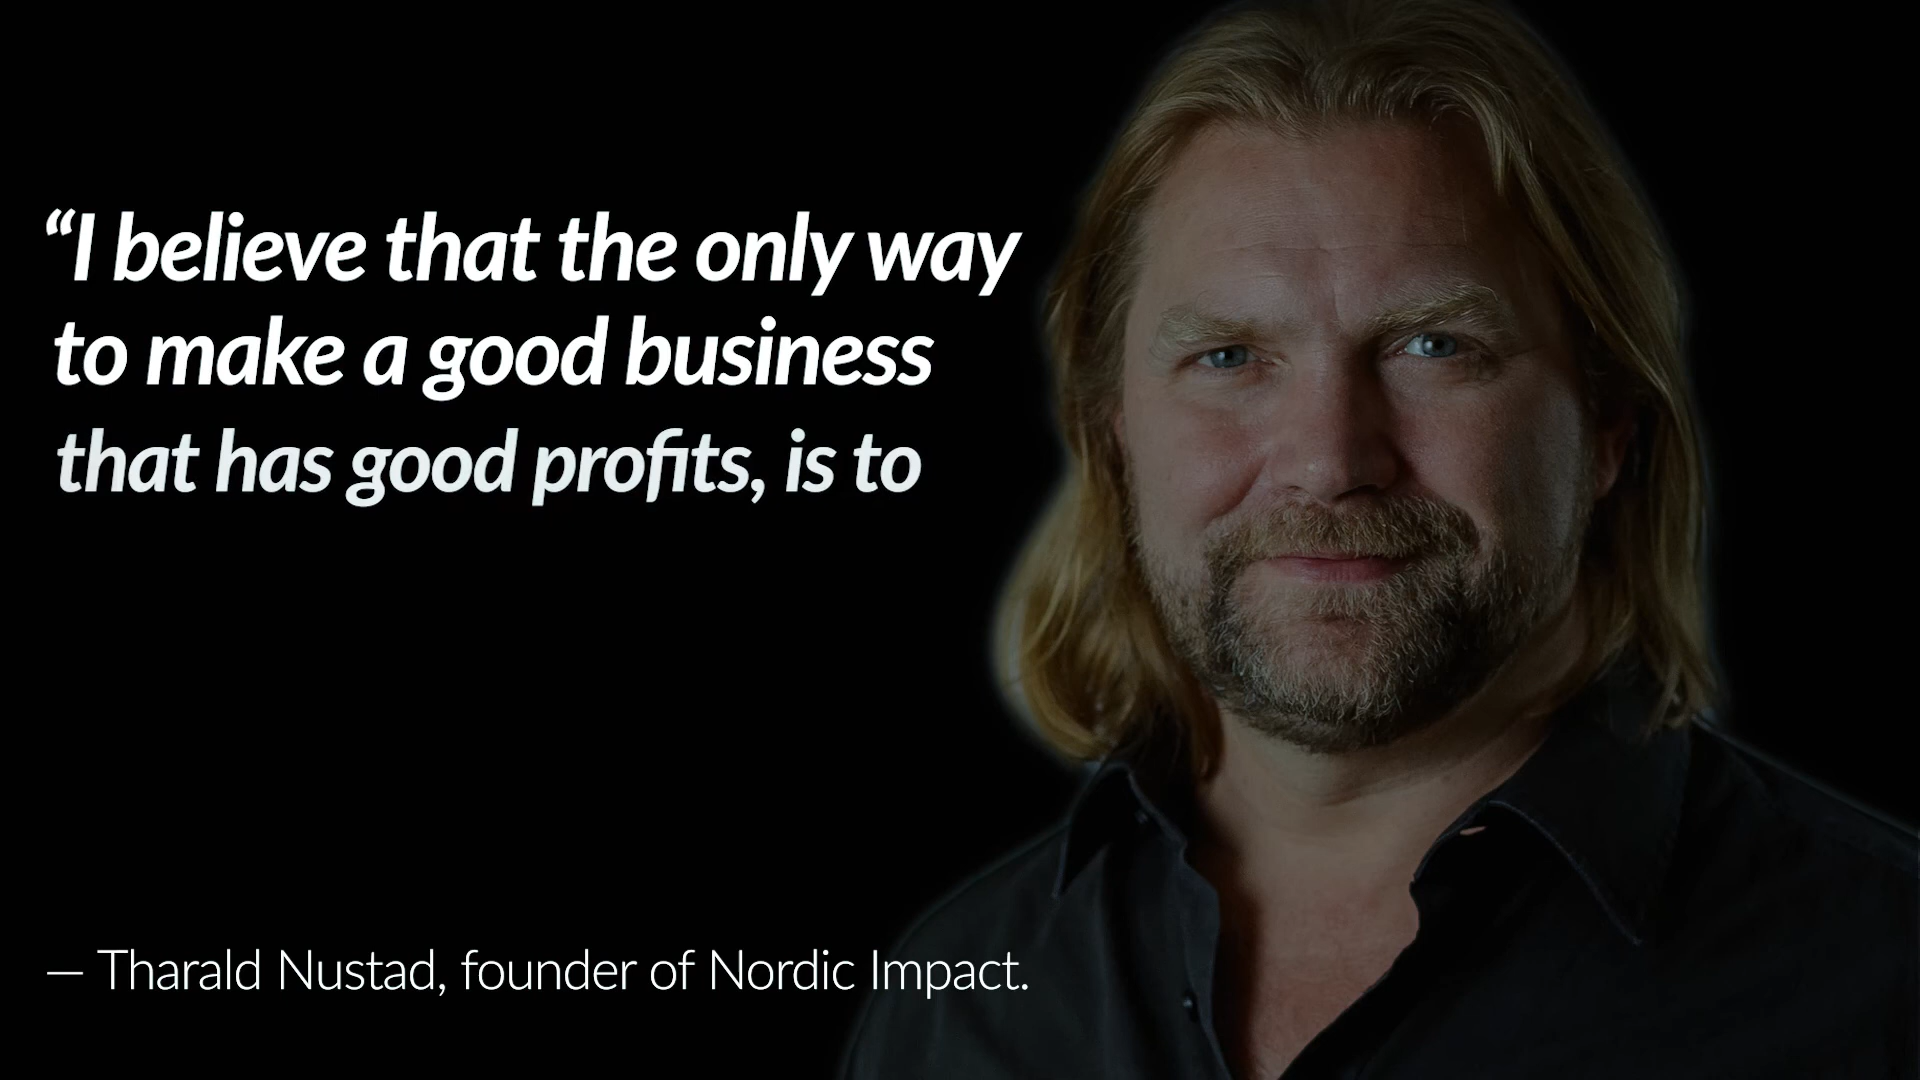 “I believe that the only way
to make a good business
that has good profits, is to
— Tharald Nustad, founder of Nordic Impact.